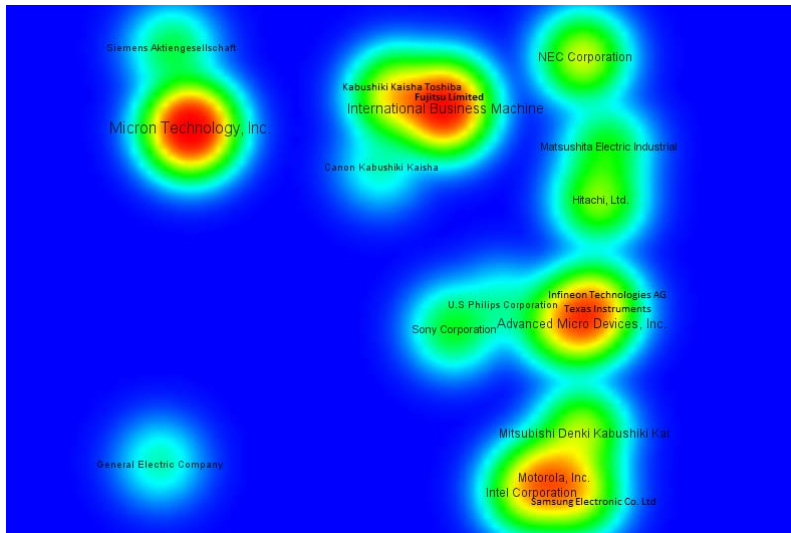 Siemens Aktiengesellschaft
NEC Corporation
Kabushiki Kaisha Toshiba
Fujitsu Limited
International Business Machine
Micron Technology, Inc.
Matsushita Electric Industrial
Canon Kabushiki Kaisha
Hitachi, Ltd.
Infineon Technologies AG
U.S Philips Corporation
Texas Instruments
Advanced Micro Devices, Inc.
Sony Corporation
Mitsubishi Denki Kabushiki Kai
General Electric Company
Motorola, Inc.
Intel Corporation
Samsung Electronic Co. Ltd